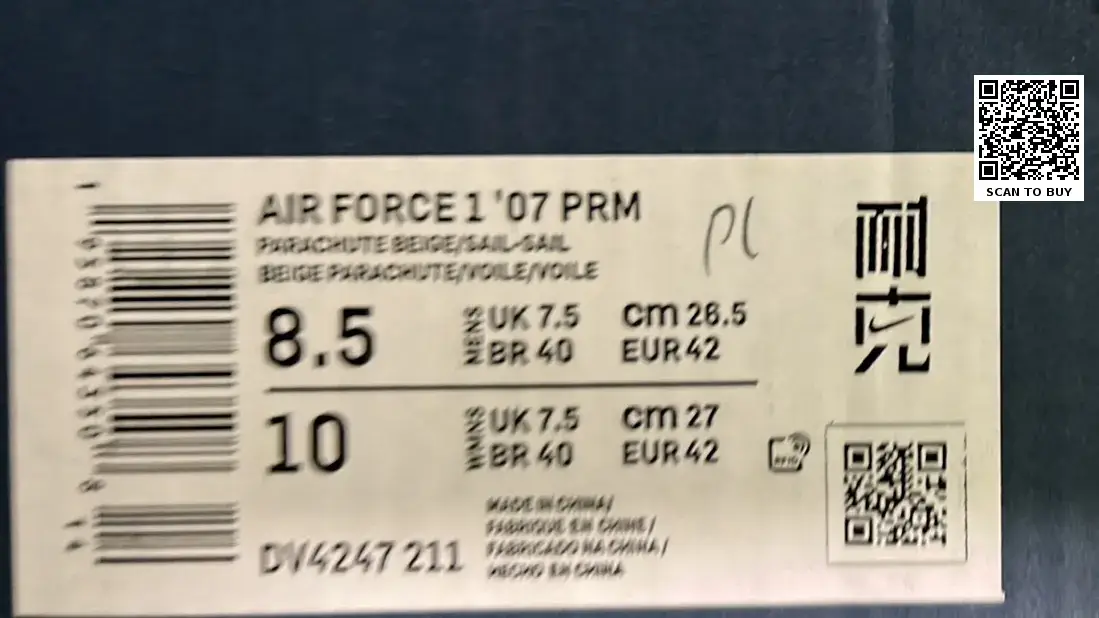 SCAN TO BUY
AIR FORCE 1 '07 PRM
PARACHUTE BEIGE/SAIL-SAIL
BEIGE PARACHUTE/VOILE/VOILE
8.5 MENS UK 7.5 cm 26.5
BR 40 EUR 42
10 WMNS UK 7.5 cm 27
BR 40 EUR 42
RFID
MADE IN CHINA/
FABRIQUE EN CHINE/
FABRICADO NA CHINA/
HECHO EN CHINA
DV4247 211